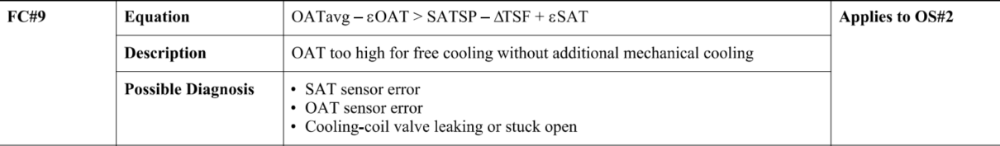 FC#9
Equation
OATavg – εOAT > SATSP – ΔTSF + εSAT
Applies to OS#2
Description
OAT too high for free cooling without additional mechanical cooling
Possible Diagnosis
• SAT sensor error
• OAT sensor error
• Cooling-coil valve leaking or stuck open